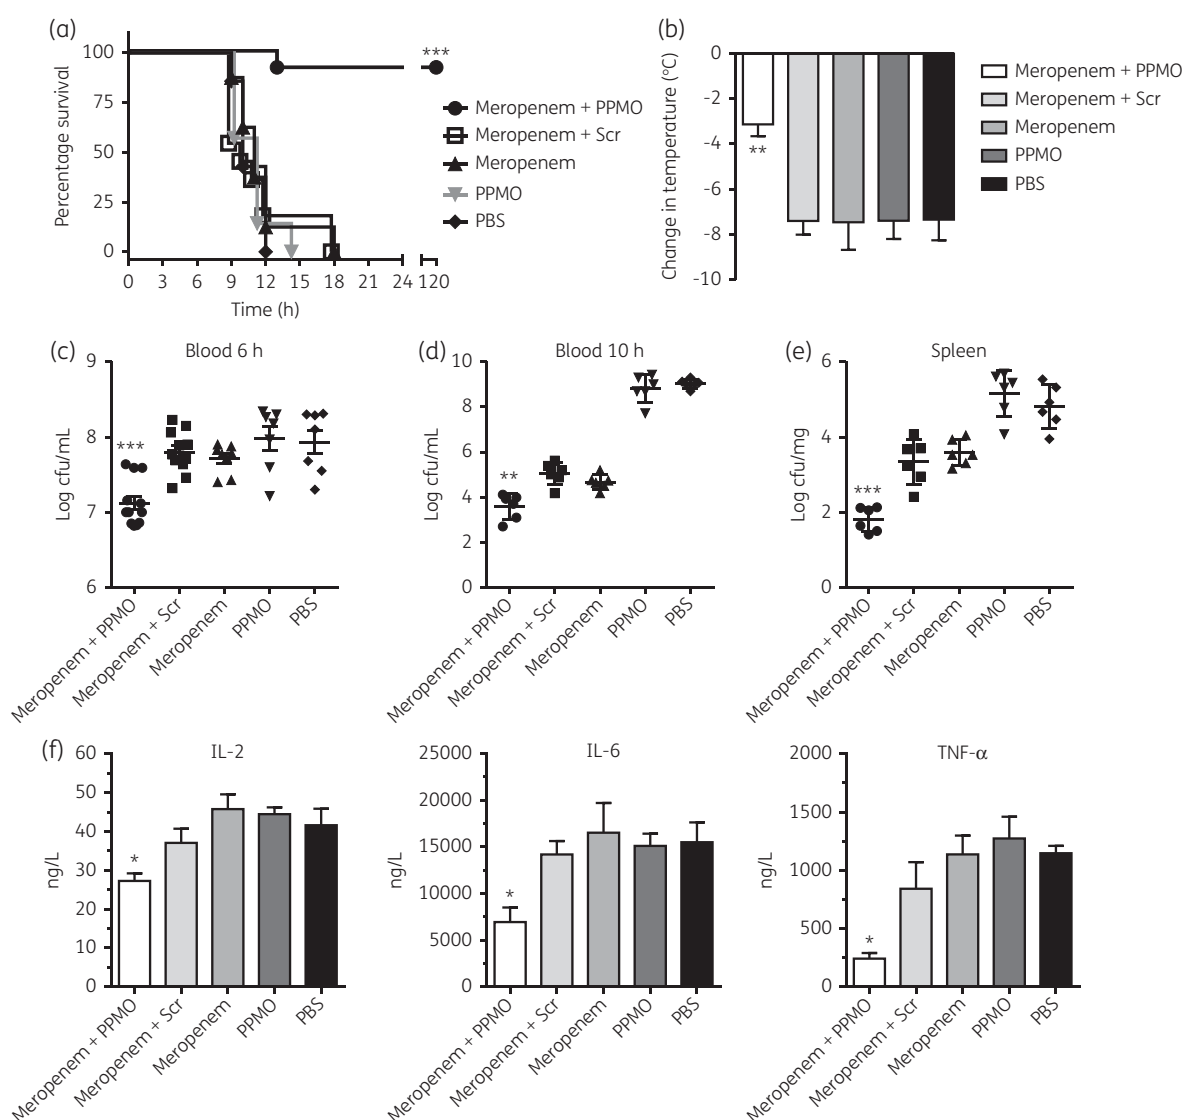 (a)
100
75
50
25
0
Percentage survival
0 3 6 9 12 15 18 21 24 120
Time (h)
***
Meropenem + PPMO
Meropenem + Scr
Meropenem
PPMO
PBS
(b)
0
-2
-4
-6
-8
-10
Change in temperature (°C)
**
Meropenem + PPMO
Meropenem + Scr
Meropenem
PPMO
PBS
(c)
Blood 6 h
9
8
7
6
Log cfu/mL
***
Meropenem + PPMO
Meropenem + Scr
Meropenem
PPMO
PBS
(d)
Blood 10 h
10
8
6
4
2
0
Log cfu/mL
**
Meropenem + PPMO
Meropenem + Scr
Meropenem
PPMO
PBS
(e)
Spleen
6
4
2
0
Log cfu/mg
***
Meropenem + PPMO
Meropenem + Scr
Meropenem
PPMO
PBS
(f)
IL-2
60
50
40
30
20
10
0
ng/L
*
Meropenem + PPMO
Meropenem + Scr
Meropenem
PPMO
PBS
IL-6
25000
20000
15000
10000
5000
0
ng/L
*
Meropenem + PPMO
Meropenem + Scr
Meropenem
PPMO
PBS
TNF-α
2000
1500
1000
500
0
ng/L
*
Meropenem + PPMO
Meropenem + Scr
Meropenem
PPMO
PBS